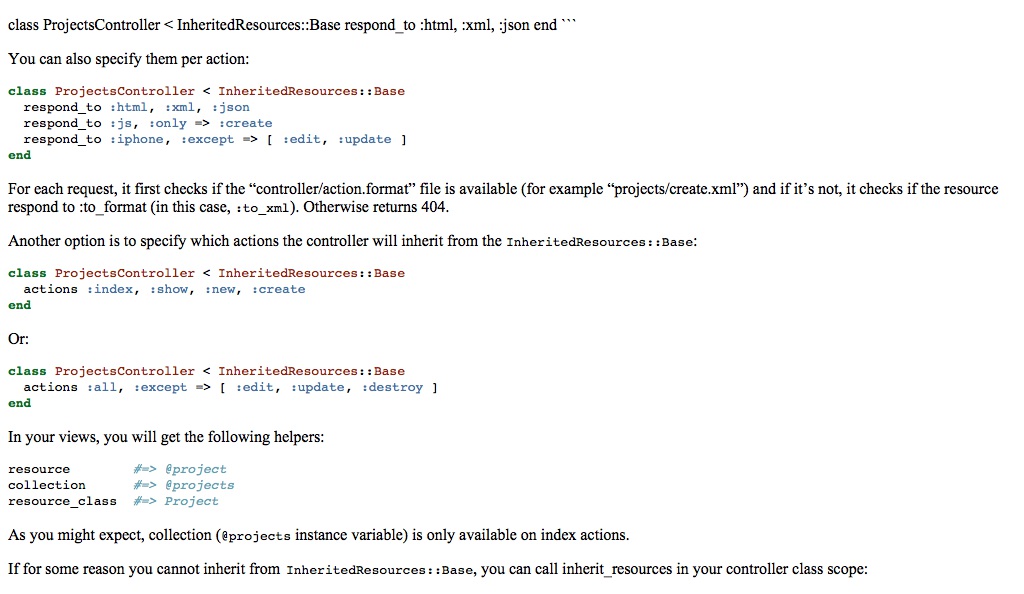 class ProjectsController < InheritedResources::Base respond_to :html, :xml, :json end ```
You can also specify them per action:
class ProjectsController < InheritedResources::Base
  respond_to :html, :xml, :json
  respond_to :js, :only => :create
  respond_to :iphone, :except => [ :edit, :update ]
end
For each request, it first checks if the “controller/action.format” file is available (for example “projects/create.xml”) and if it’s not, it checks if the resource
respond to :to_format (in this case, :to_xml). Otherwise returns 404.
Another option is to specify which actions the controller will inherit from the InheritedResources::Base:
class ProjectsController < InheritedResources::Base
  actions :index, :show, :new, :create
end
Or:
class ProjectsController < InheritedResources::Base
  actions :all, :except => [ :edit, :update, :destroy ]
end
In your views, you will get the following helpers:
resource        #=> @project
collection      #=> @projects
resource_class  #=> Project
As you might expect, collection (@projects instance variable) is only available on index actions.
If for some reason you cannot inherit from InheritedResources::Base, you can call inherit_resources in your controller class scope: